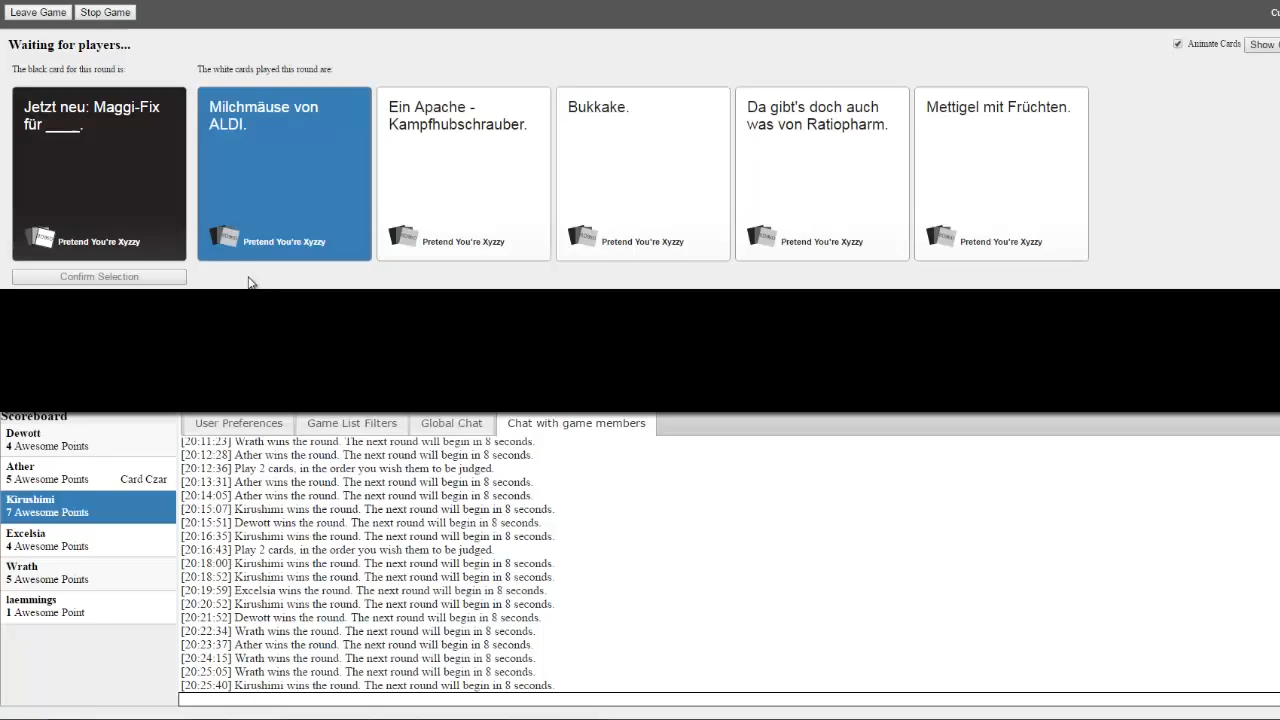 Leave Game
Stop Game
Waiting for players...
Animate Cards
Show
The black card for this round is:
The white cards played this round are:
Jetzt neu: Maggi-Fix
für ____.
Pretend You're Xyzzy
Milchmäuse von
ALDI.
Pretend You're Xyzzy
Ein Apache -
Kampfhubschrauber.
Pretend You're Xyzzy
Bukkake.
Pretend You're Xyzzy
Da gibt's doch auch
was von Ratiopharm.
Pretend You're Xyzzy
Mettigel mit Früchten.
Pretend You're Xyzzy
Confirm Selection
Scoreboard
Dewott
4 Awesome Points
Ather
5 Awesome Points Card Czar
Kirushimi
7 Awesome Points
Excelsia
4 Awesome Points
Wrath
5 Awesome Points
laemmings
1 Awesome Point
User Preferences
Game List Filters
Global Chat
Chat with game members
[20:11:23] Wrath wins the round. The next round will begin in 8 seconds.
[20:12:28] Ather wins the round. The next round will begin in 8 seconds.
[20:12:36] Play 2 cards, in the order you wish them to be judged.
[20:13:31] Ather wins the round. The next round will begin in 8 seconds.
[20:14:05] Ather wins the round. The next round will begin in 8 seconds.
[20:15:07] Kirushimi wins the round. The next round will begin in 8 seconds.
[20:15:51] Dewott wins the round. The next round will begin in 8 seconds.
[20:16:35] Kirushimi wins the round. The next round will begin in 8 seconds.
[20:16:43] Play 2 cards, in the order you wish them to be judged.
[20:18:00] Kirushimi wins the round. The next round will begin in 8 seconds.
[20:18:52] Kirushimi wins the round. The next round will begin in 8 seconds.
[20:19:59] Excelsia wins the round. The next round will begin in 8 seconds.
[20:20:52] Kirushimi wins the round. The next round will begin in 8 seconds.
[20:21:52] Dewott wins the round. The next round will begin in 8 seconds.
[20:22:34] Wrath wins the round. The next round will begin in 8 seconds.
[20:23:37] Ather wins the round. The next round will begin in 8 seconds.
[20:24:15] Wrath wins the round. The next round will begin in 8 seconds.
[20:25:05] Wrath wins the round. The next round will begin in 8 seconds.
[20:25:40] Kirushimi wins the round. The next round will begin in 8 seconds.